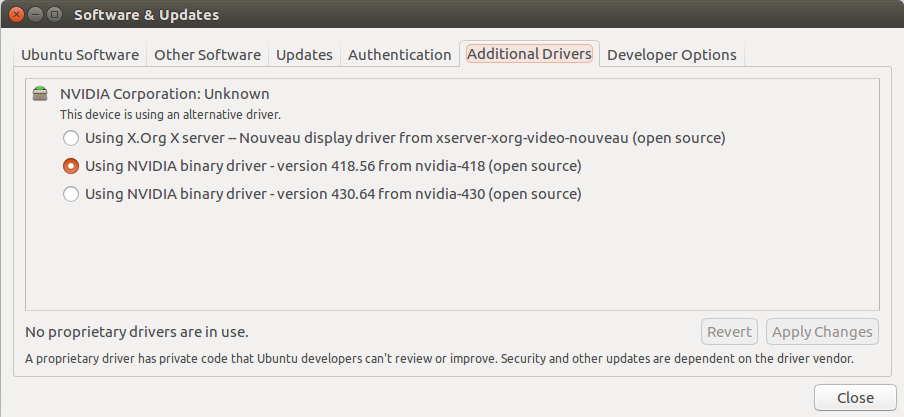 Software & Updates
Ubuntu Software Other Software Updates Authentication Additional Drivers Developer Options
NVIDIA Corporation: Unknown
This device is using an alternative driver.
Using X.Org X server -- Nouveau display driver from xserver-xorg-video-nouveau (open source)
Using NVIDIA binary driver - version 418.56 from nvidia-418 (open source)
Using NVIDIA binary driver - version 430.64 from nvidia-430 (open source)
No proprietary drivers are in use.
Revert Apply Changes
A proprietary driver has private code that Ubuntu developers can't review or improve. Security and other updates are dependent on the driver vendor.
Close